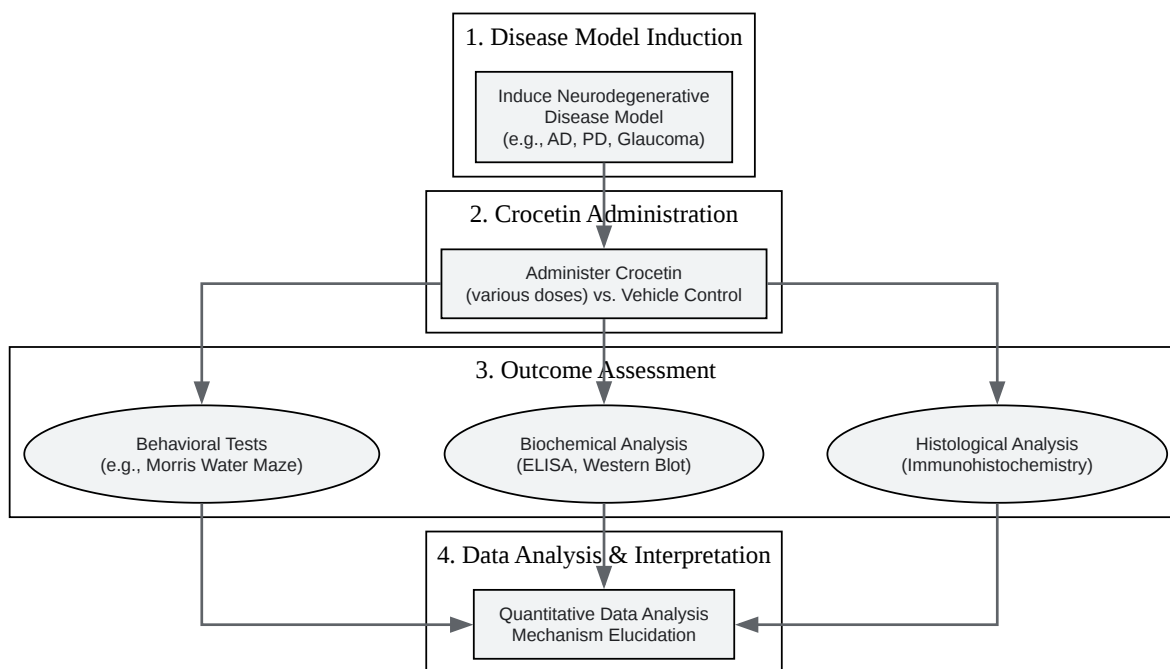 1. Disease Model Induction
Induce Neurodegenerative
Disease Model
(e.g., AD, PD, Glaucoma)
2. Crocetin Administration
Administer Crocetin
(various doses) vs. Vehicle Control
3. Outcome Assessment
Behavioral Tests
(e.g., Morris Water Maze)
Biochemical Analysis
(ELISA, Western Blot)
Histological Analysis
(Immunohistochemistry)
4. Data Analysis & Interpretation
Quantitative Data Analysis
Mechanism Elucidation